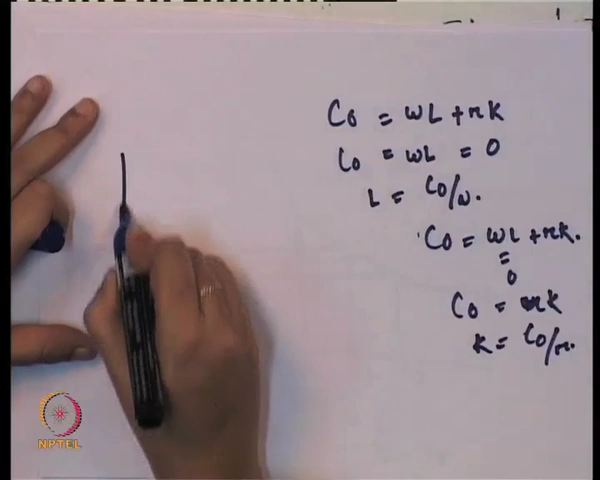 C0 = wL + rK
C0 = wL = 0
L = C0/w.
C0 = wL + rK.
=
0
C0 = rK
K = C0/r.
NPTEL